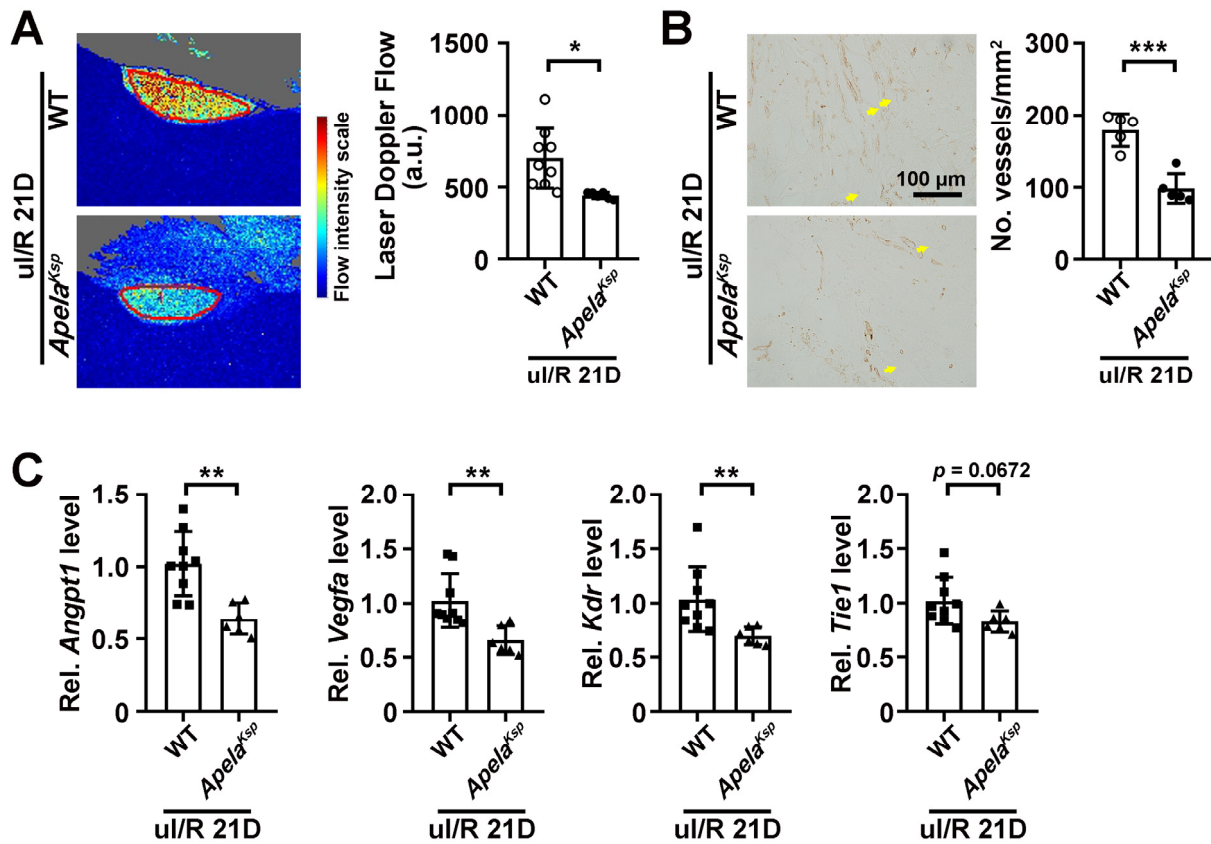 A
uI/R 21D
WT
Apela^Ksp
Flow intensity scale
Laser Doppler Flow
(a.u.)
1500
1000
500
0
*
WT
Apela^Ksp
uI/R 21D
B
uI/R 21D
WT
Apela^Ksp
100 µm
No. vessels/mm²
300
200
100
0
***
WT
Apela^Ksp
uI/R 21D
C
Rel. Angpt1 level
1.5
1.0
0.5
0
**
WT
Apela^Ksp
uI/R 21D
Rel. Vegfa level
2.0
1.5
1.0
0.5
0
**
WT
Apela^Ksp
uI/R 21D
Rel. Kdr level
2.0
1.5
1.0
0.5
0
**
WT
Apela^Ksp
uI/R 21D
Rel. Tie1 level
2.0
1.5
1.0
0.5
0
p = 0.0672
WT
Apela^Ksp
uI/R 21D